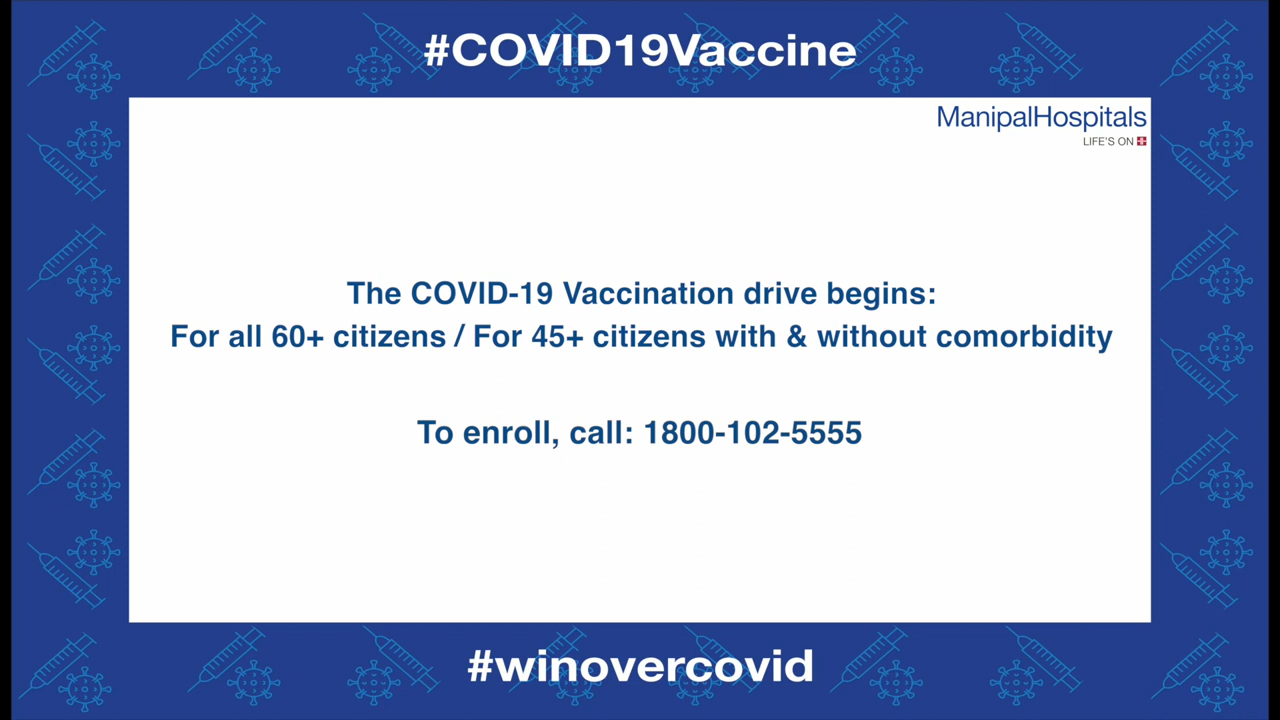 #COVID19Vaccine
ManipalHospitals
LIFE'S ON
The COVID-19 Vaccination drive begins:
For all 60+ citizens / For 45+ citizens with & without comorbidity
To enroll, call: 1800-102-5555
#winovercovid